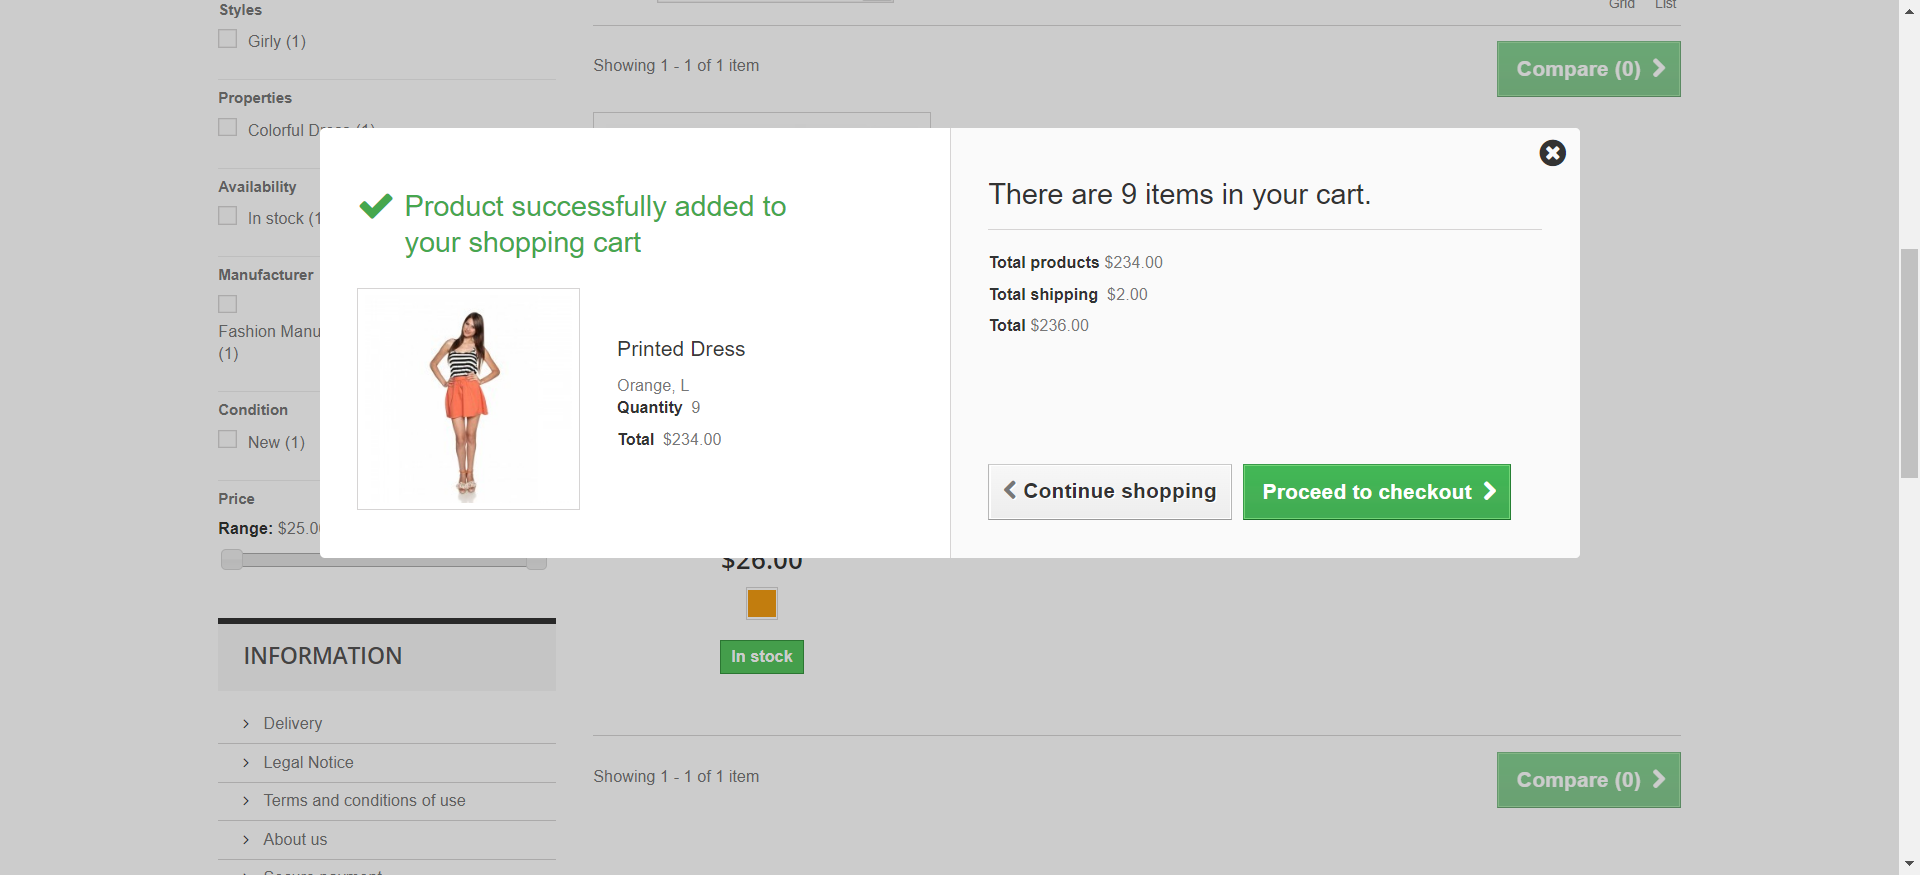 Styles
Girly (1)
Properties
Colorful Dress (1)
Availability
In stock (1
Manufacturer
Fashion Manu
(1)
Condition
New (1)
Price
Range: $25.0
INFORMATION
Delivery
Legal Notice
Terms and conditions of use
About us
Secure payment
Grid List
Showing 1 - 1 of 1 item
Compare (0)
Product successfully added to
your shopping cart
Printed Dress
Orange, L
Quantity 9
Total $234.00
There are 9 items in your cart.
Total products $234.00
Total shipping $2.00
Total $236.00
Continue shopping
Proceed to checkout
$26.00
In stock
Showing 1 - 1 of 1 item
Compare (0)